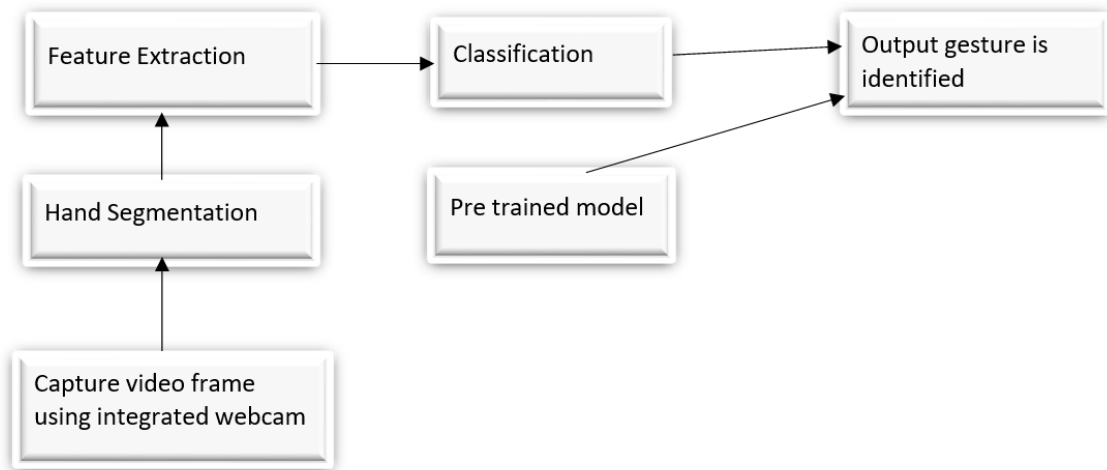 Feature Extraction
Classification
Output gesture is
identified
Hand Segmentation
Pre trained model
Capture video frame
using integrated webcam